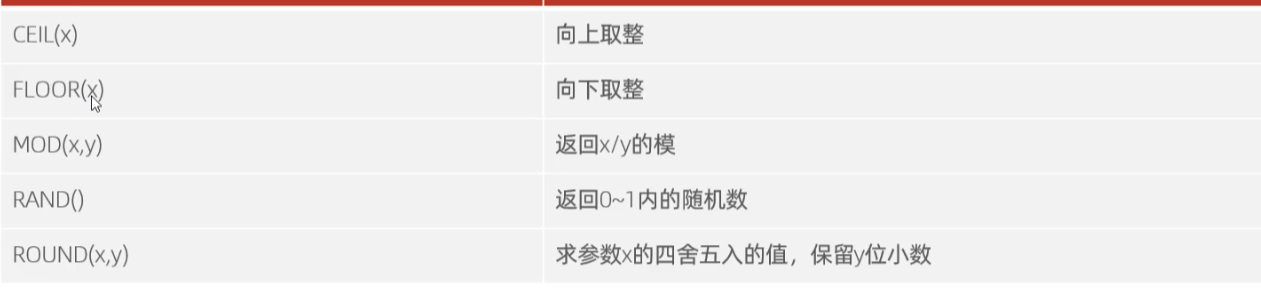 CEIL(x) 向上取整
FLOOR(x) 向下取整
MOD(x,y) 返回x/y的模
RAND() 返回0~1内的随机数
ROUND(x,y) 求参数x的四舍五入的值，保留y位小数